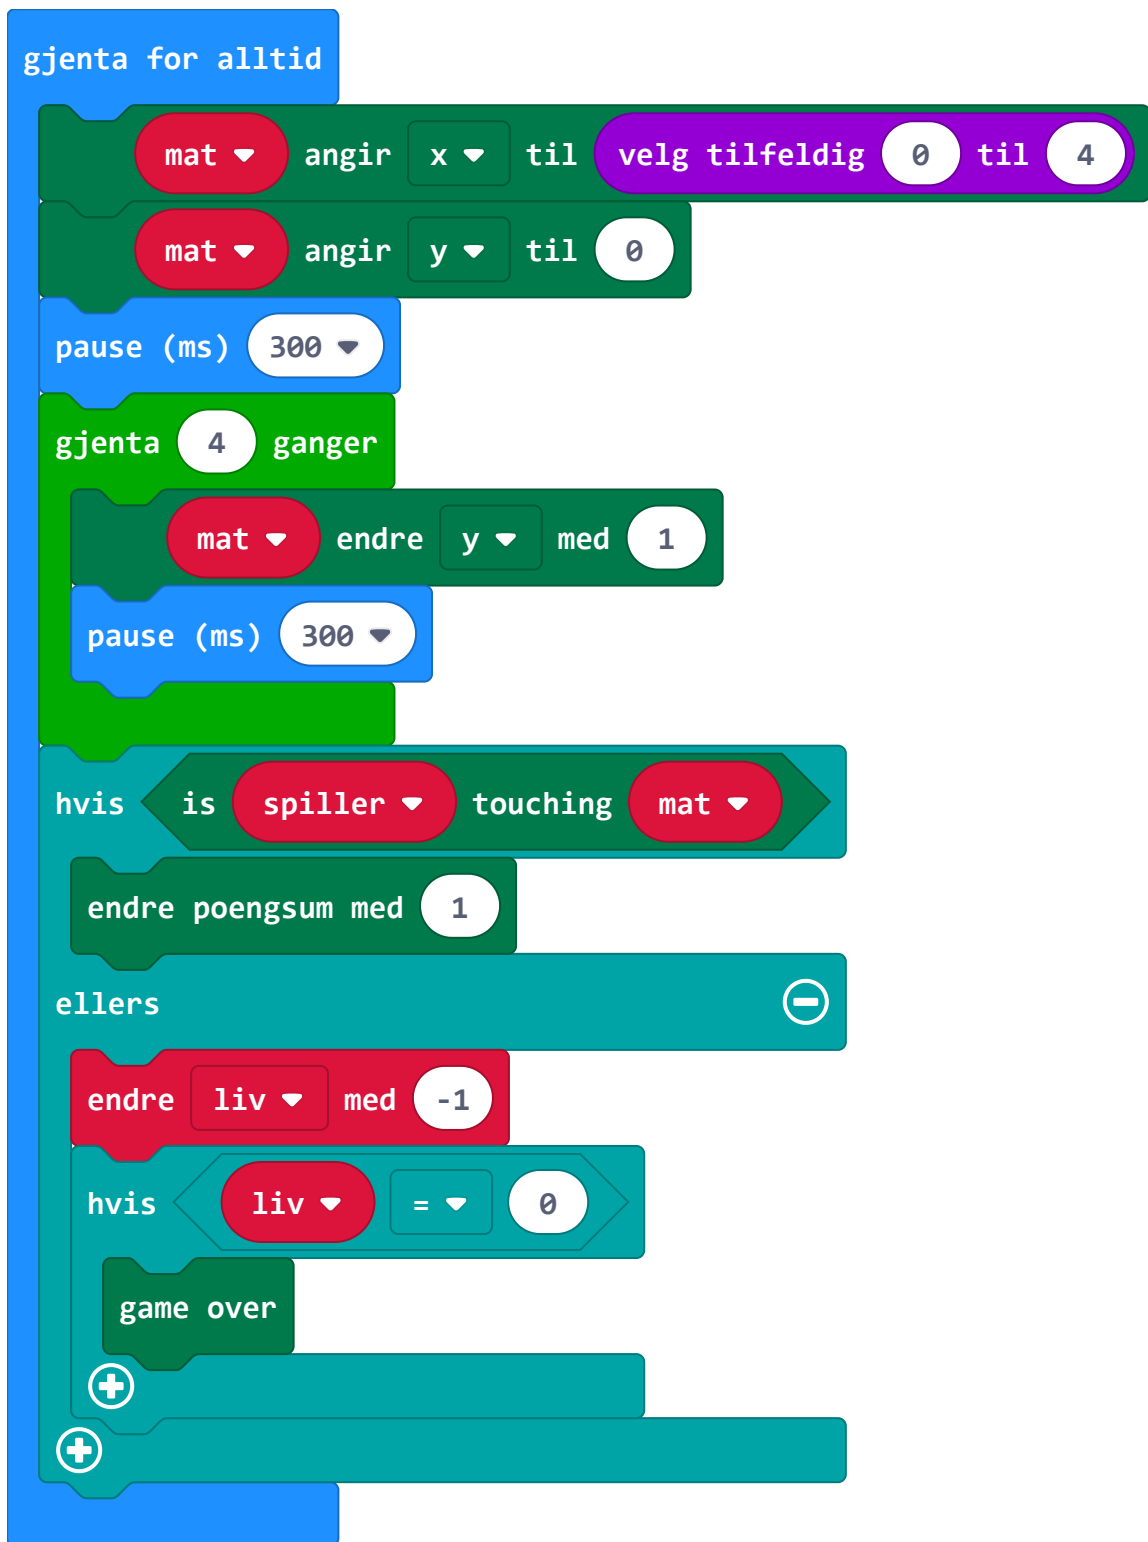 gjenta for alltid
mat angir x til velg tilfeldig 0 til 4
mat angir y til 0
pause (ms) 300
gjenta 4 ganger
mat endre y med 1
pause (ms) 300
hvis is spiller touching mat
endre poengsum med 1
ellers
endre liv med -1
hvis liv = 0
game over